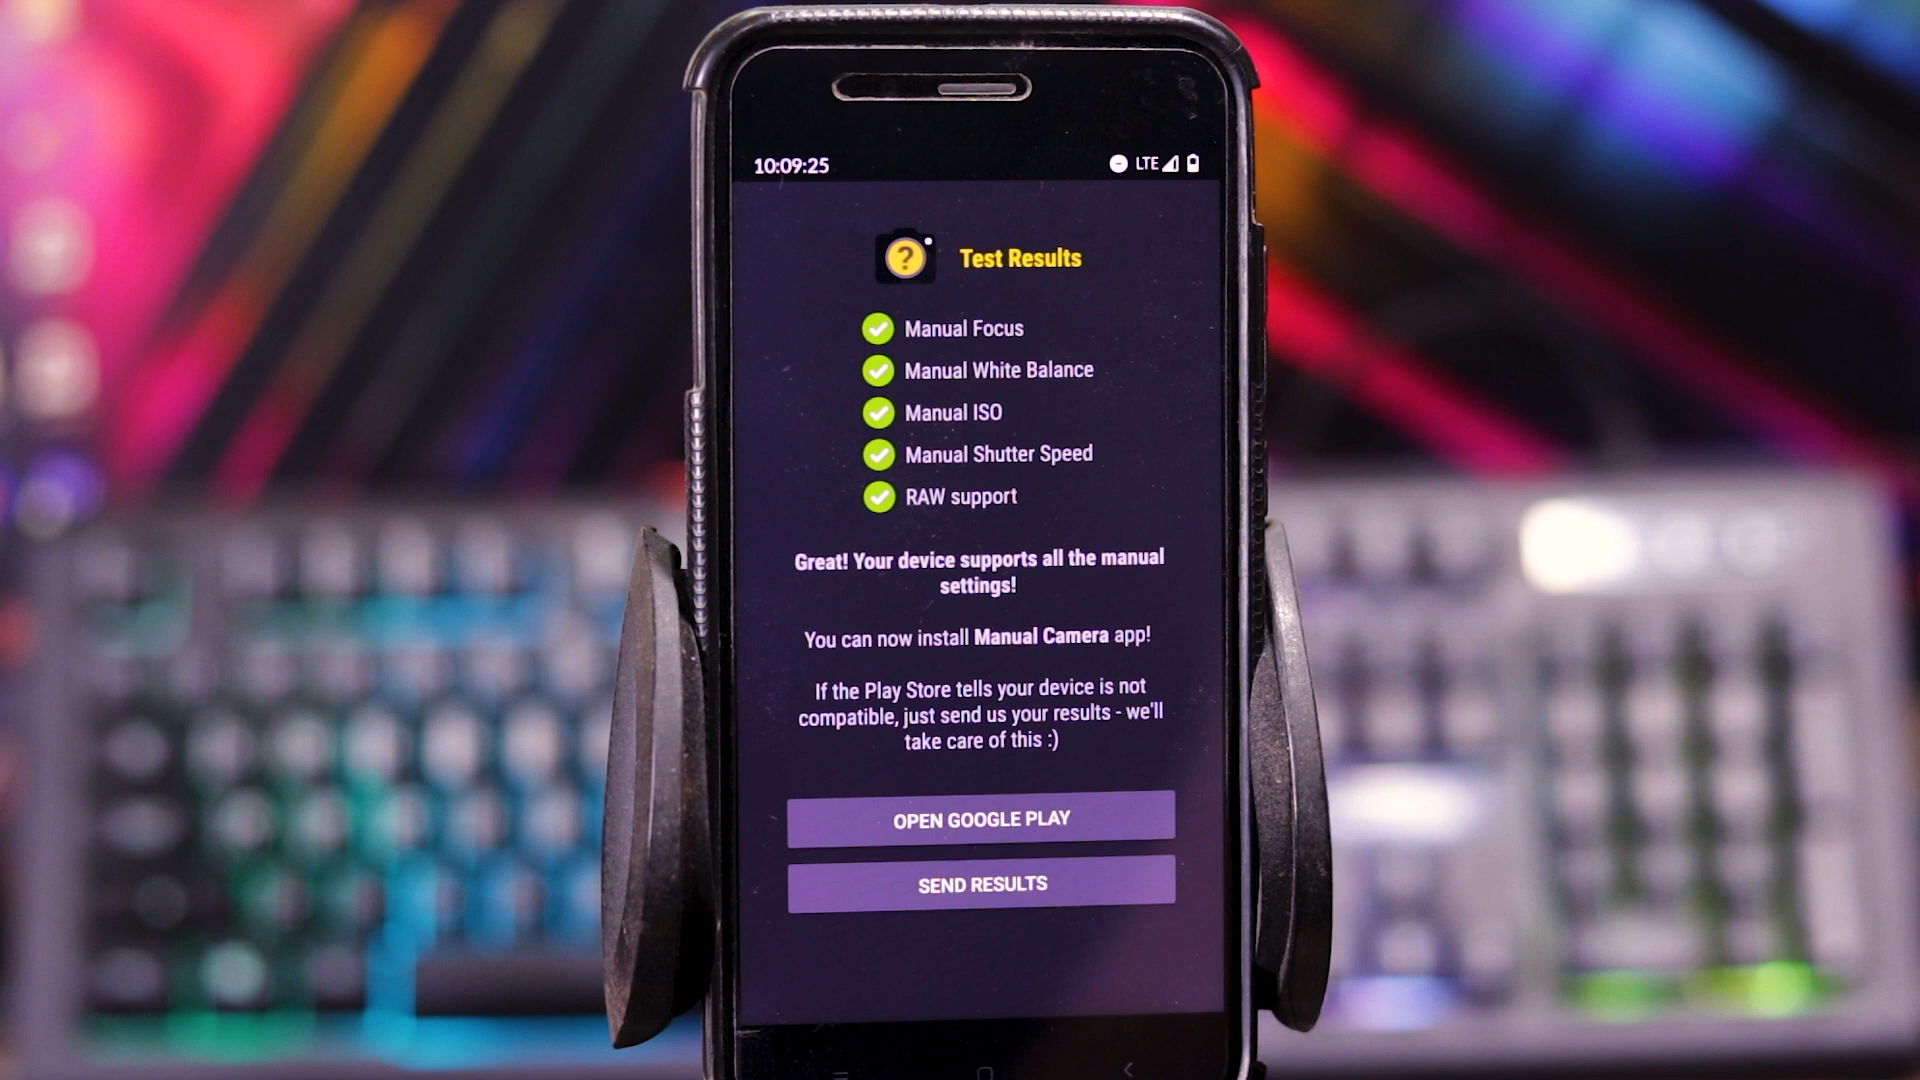 10:09:25 LTE
? Test Results
Manual Focus
Manual White Balance
Manual ISO
Manual Shutter Speed
RAW support
Great! Your device supports all the manual
settings!
You can now install Manual Camera app!
If the Play Store tells your device is not
compatible, just send us your results - we'll
take care of this :)
OPEN GOOGLE PLAY
SEND RESULTS